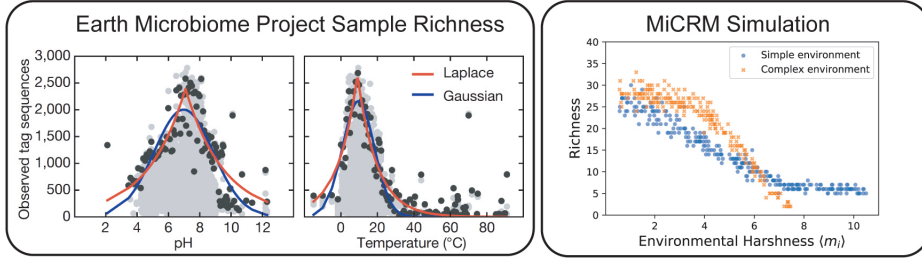 Earth Microbiome Project Sample Richness
Observed tag sequences
3,000
2,500
2,000
1,500
1,000
500
0
2 4 6 8 10 12
pH
Laplace
Gaussian
0 20 40 60 80
Temperature (°C)
MiCRM Simulation
Richness
40
35
30
25
20
15
10
5
0
Simple environment
Complex environment
2 4 6 8 10
Environmental Harshness ⟨mᵢ⟩